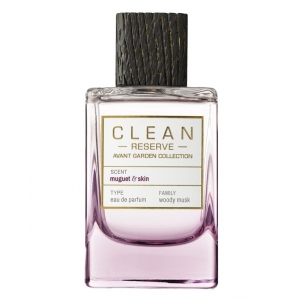 CLEAN
RESERVE
AVANT GARDEN COLLECTION
SCENT
muguet & skin
TYPE FAMILY
eau de parfum woody musk